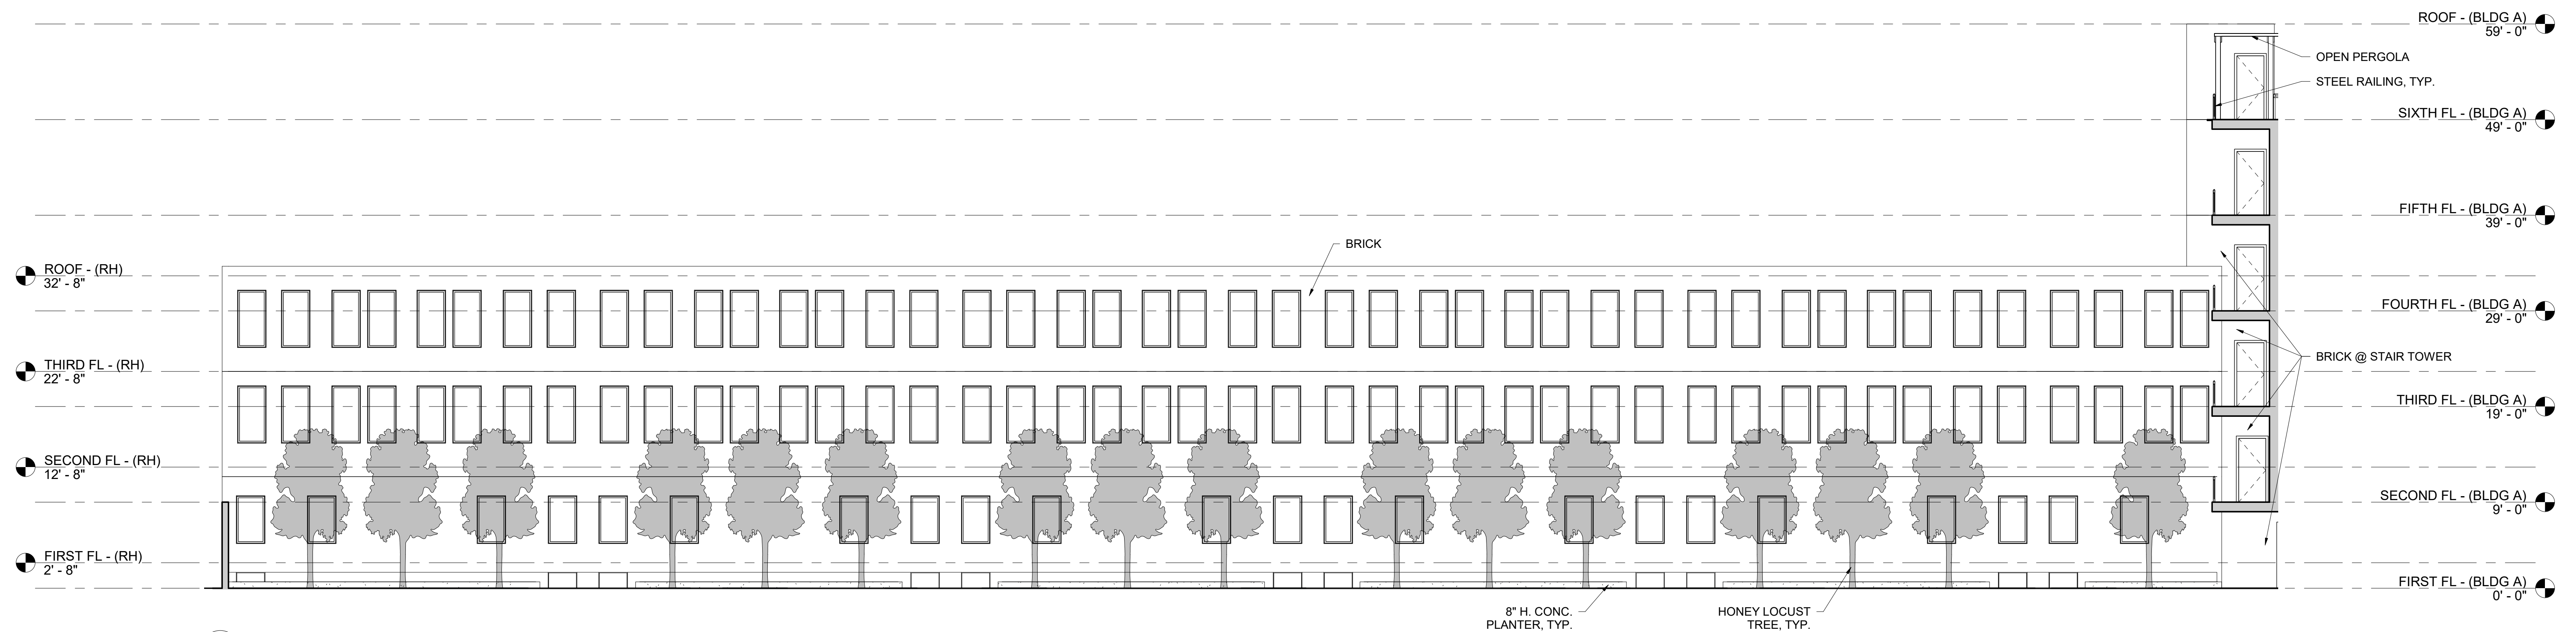 ROOF - (BLDG A)
59' - 0"
OPEN PERGOLA
STEEL RAILING, TYP.
SIXTH FL - (BLDG A)
49' - 0"
FIFTH FL - (BLDG A)
39' - 0"
BRICK
ROOF - (RH)
32' - 8"
FOURTH FL - (BLDG A)
29' - 0"
BRICK @ STAIR TOWER
THIRD FL - (RH)
22' - 8"
THIRD FL - (BLDG A)
19' - 0"
SECOND FL - (RH)
12' - 8"
SECOND FL - (BLDG A)
9' - 0"
FIRST FL - (RH)
2' - 8"
FIRST FL - (BLDG A)
0' - 0"
8" H. CONC.
PLANTER, TYP.
HONEY LOCUST
TREE, TYP.